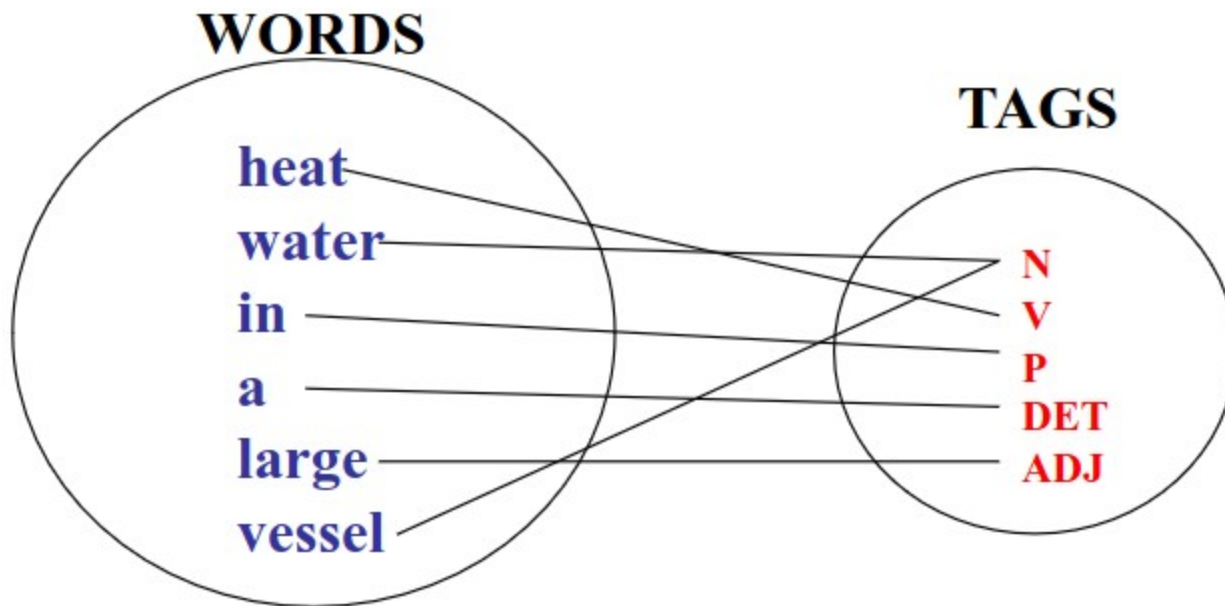 WORDS
TAGS
heat
water
in
a
large
vessel
N
V
P
DET
ADJ